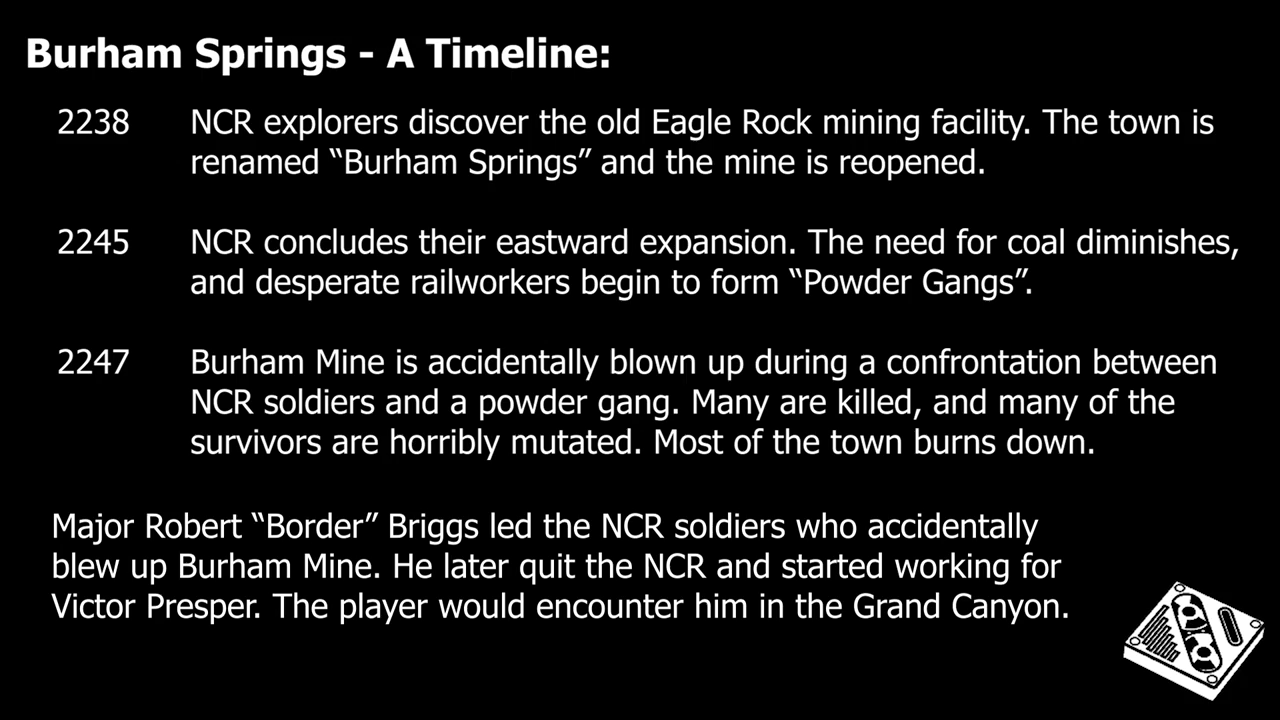 Burham Springs - A Timeline:
2238 NCR explorers discover the old Eagle Rock mining facility. The town is
renamed “Burham Springs” and the mine is reopened.
2245 NCR concludes their eastward expansion. The need for coal diminishes,
and desperate railworkers begin to form “Powder Gangs”.
2247 Burham Mine is accidentally blown up during a confrontation between
NCR soldiers and a powder gang. Many are killed, and many of the
survivors are horribly mutated. Most of the town burns down.
Major Robert “Border” Briggs led the NCR soldiers who accidentally
blew up Burham Mine. He later quit the NCR and started working for
Victor Presper. The player would encounter him in the Grand Canyon.